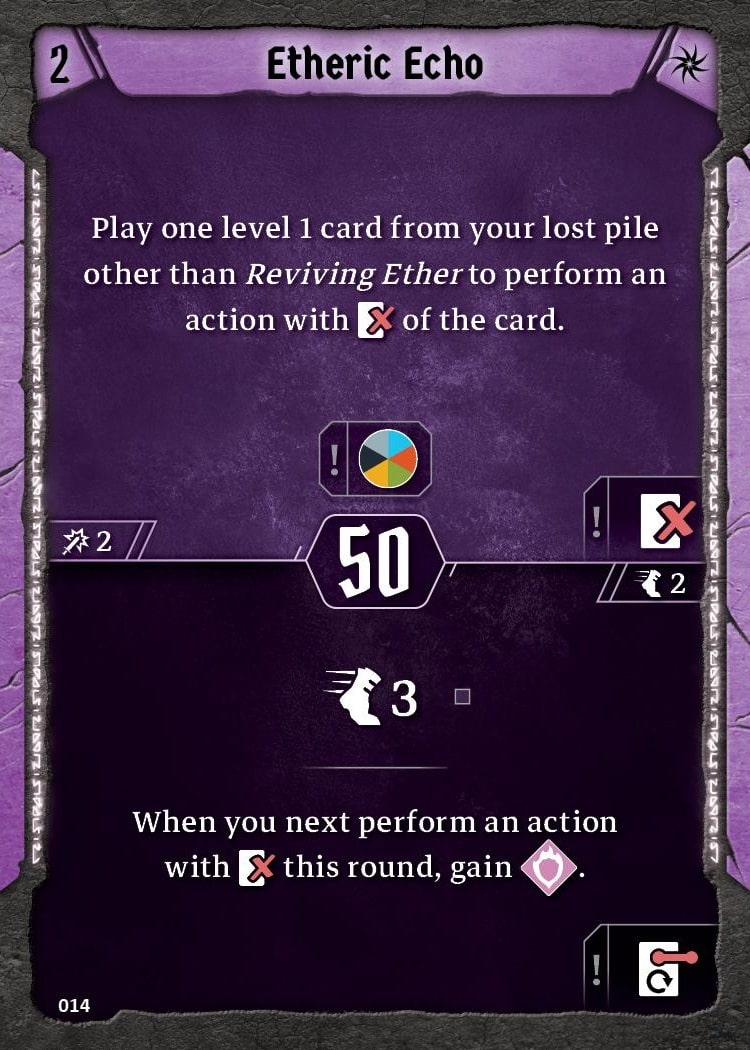 2
Etheric Echo
Play one level 1 card from your lost pile
other than Reviving Ether to perform an
action with of the card.
!
2
50
!
2
3
When you next perform an action
with this round, gain .
!
014